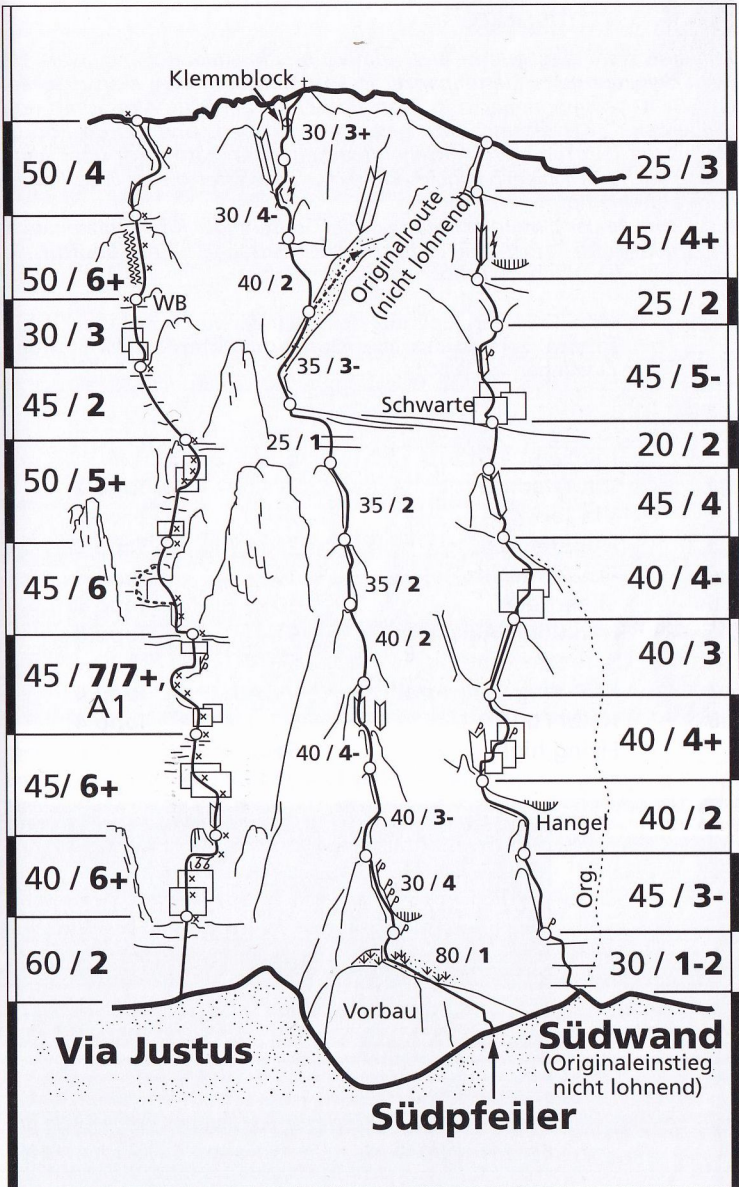 Klemmblock
50 / 4
50 / 6+
WB
30 / 3
45 / 2
50 / 5+
45 / 6
45 / 7/7+,
A1
45/ 6+
40 / 6+
60 / 2
30 / 3+
30 / 4-
40 / 2
Originalroute
(nicht lohnend)
35 / 3-
Schwarte
25 / 1
35 / 2
35 / 2
40 / 2
40 / 4-
40 / 3-
30 / 4
80 / 1
Vorbau
25 / 3
45 / 4+
25 / 2
45 / 5-
20 / 2
45 / 4
40 / 4-
40 / 3
40 / 4+
Hangel
40 / 2
Org.
45 / 3-
30 / 1-2
Via Justus
Südwand
(Originaleinstieg
nicht lohnend)
Südpfeiler